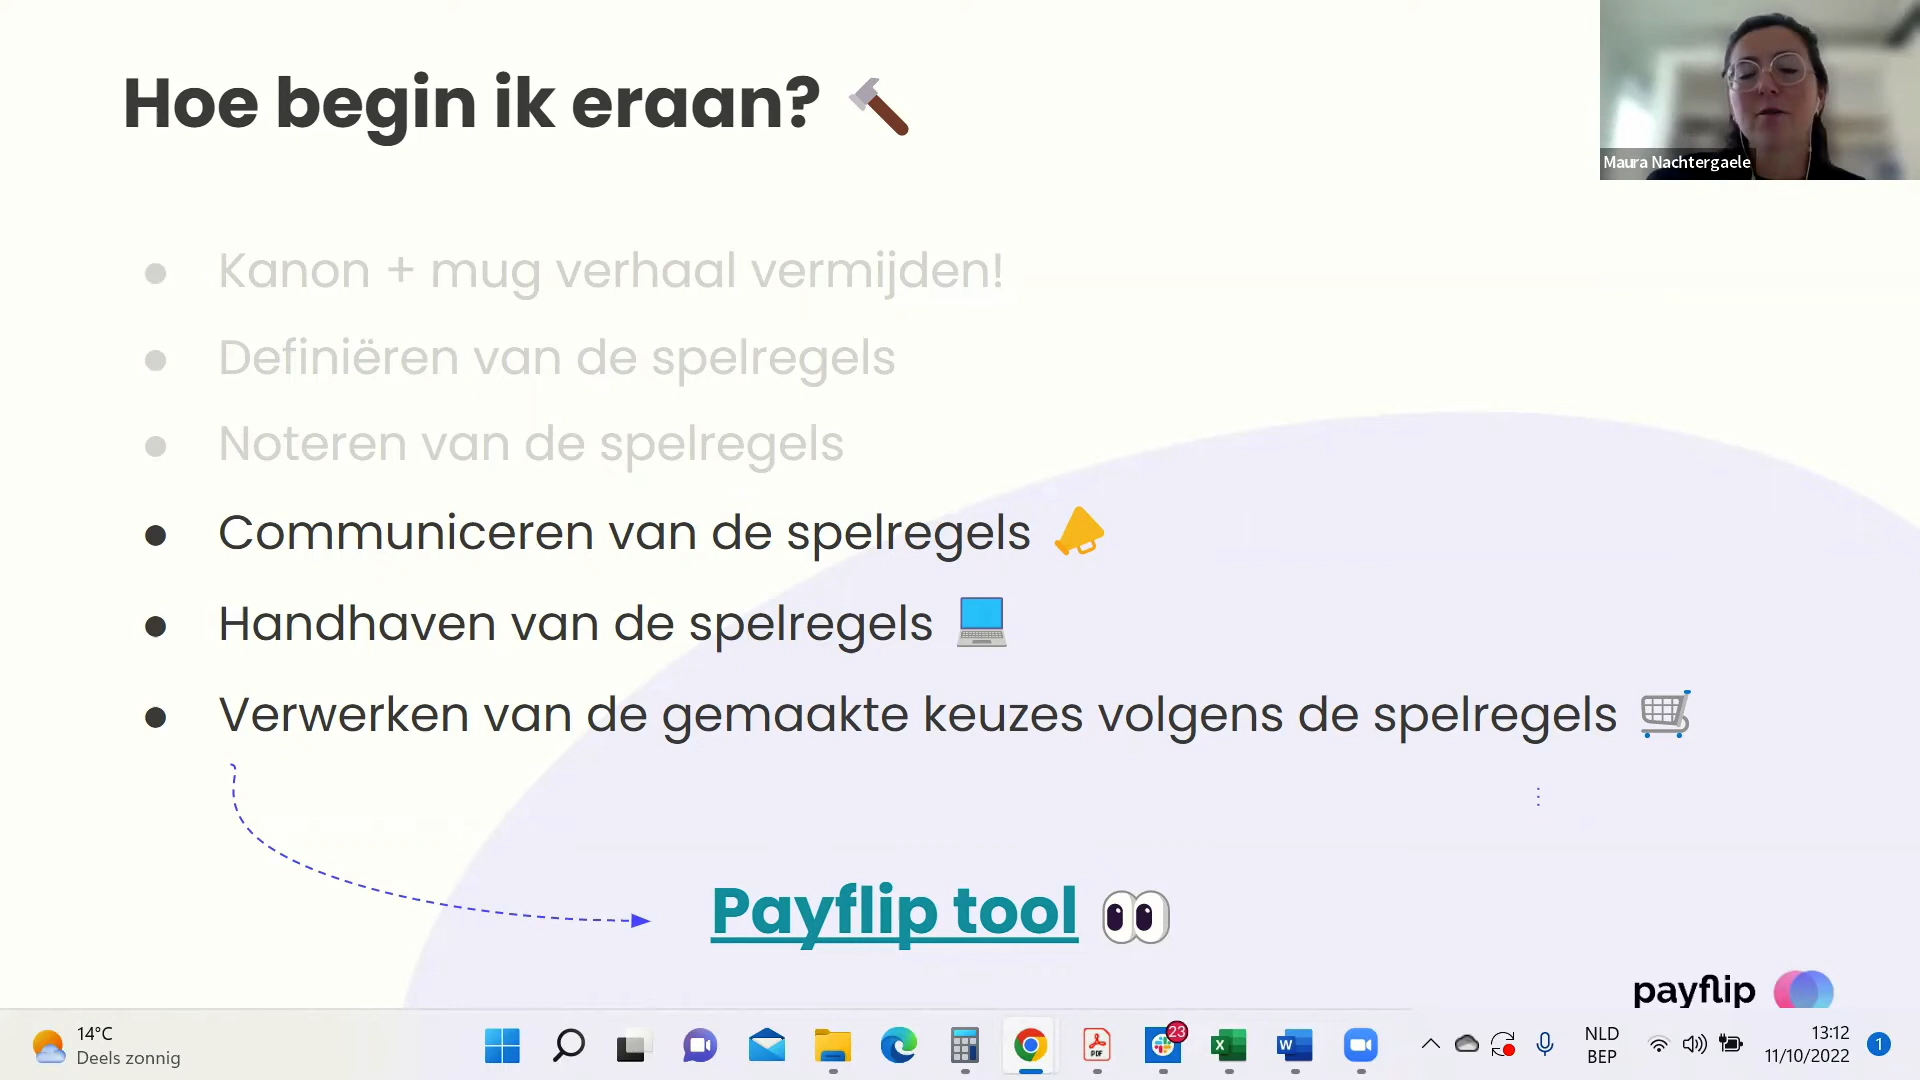 Hoe begin ik eraan?
Maura Nachtergaele
Kanon + mug verhaal vermijden!
Definiëren van de spelregels
Noteren van de spelregels
Communiceren van de spelregels
Handhaven van de spelregels
Verwerken van de gemaakte keuzes volgens de spelregels
Payflip tool
payflip
14°C
Deels zonnig
PDF
23
X
W
NLD
BEP
13:12
11/10/2022
1